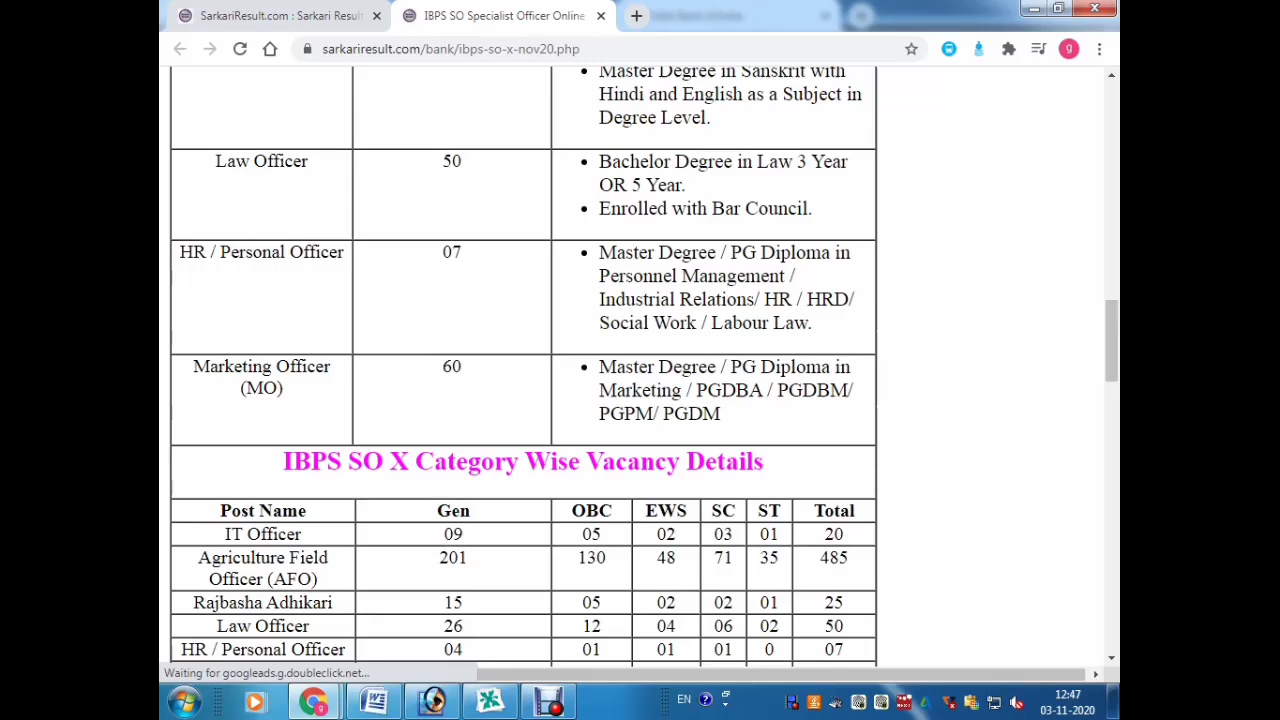 SarkariResult.com : Sarkari Result
IBPS SO Specialist Officer Online
sarkariresult.com/bank/ibps-so-x-nov20.php
g
Master Degree in Sanskrit with
Hindi and English as a Subject in
Degree Level.
Law Officer 50 • Bachelor Degree in Law 3 Year
OR 5 Year.
• Enrolled with Bar Council.
HR / Personal Officer 07 • Master Degree / PG Diploma in
Personnel Management /
Industrial Relations/ HR / HRD/
Social Work / Labour Law.
Marketing Officer 60 • Master Degree / PG Diploma in
(MO) Marketing / PGDBA / PGDBM/
PGPM/ PGDM
IBPS SO X Category Wise Vacancy Details
Post Name Gen OBC EWS SC ST Total
IT Officer 09 05 02 03 01 20
Agriculture Field 201 130 48 71 35 485
Officer (AFO)
Rajbasha Adhikari 15 05 02 02 01 25
Law Officer 26 12 04 06 02 50
HR / Personal Officer 04 01 01 01 0 07
Waiting for googleads.g.doubleclick.net...
EN
12:47
03-11-2020